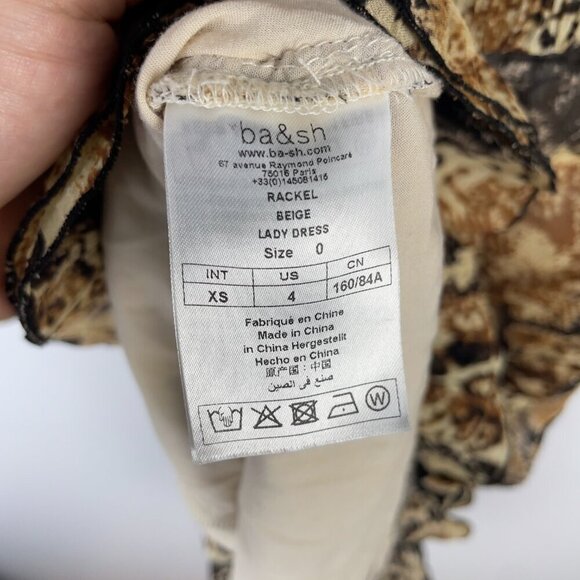 ba&sh
www.ba-sh.com
67 avenue Raymond Poincaré
75016 Paris
+33(0)145081415
RACKEL
BEIGE
LADY DRESS
Size 0
INT US CN
XS 4 160/84A
Fabriqué en Chine
Made in China
in China Hergestellt
Hecho en China
原产国：中国
صنع في الصين
W